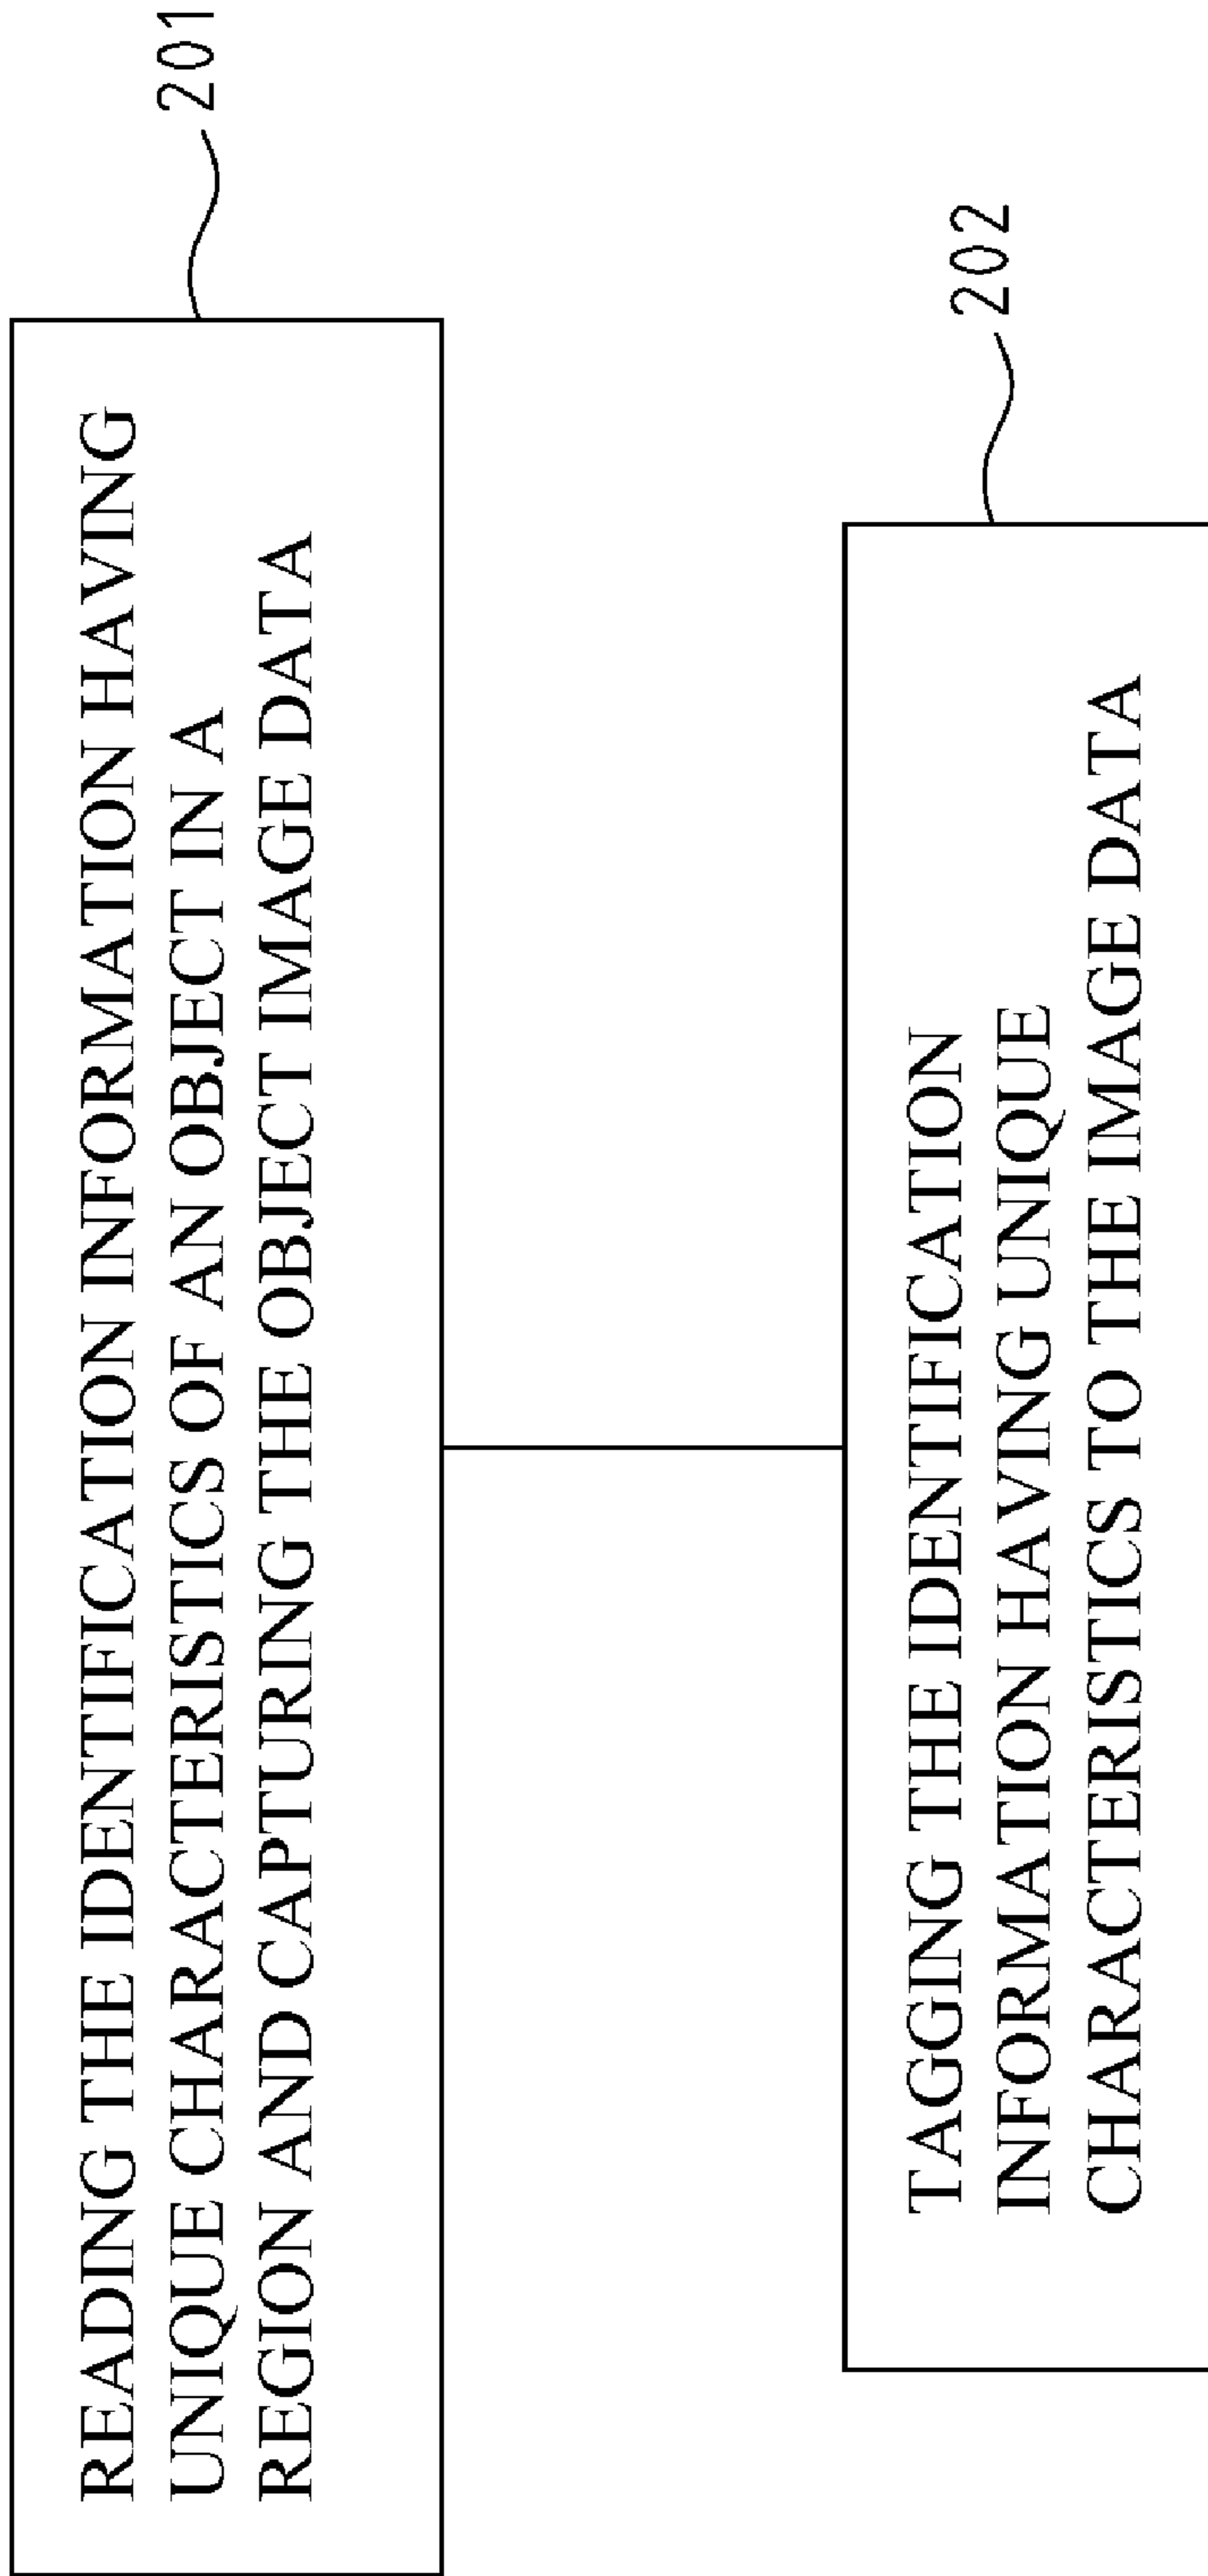 READING THE IDENTIFICATION INFORMATION HAVING
UNIQUE CHARACTERISTICS OF AN OBJECT IN A
REGION AND CAPTURING THE OBJECT IMAGE DATA
201
TAGGING THE IDENTIFICATION
INFORMATION HAVING UNIQUE
CHARACTERISTICS TO THE IMAGE DATA
202